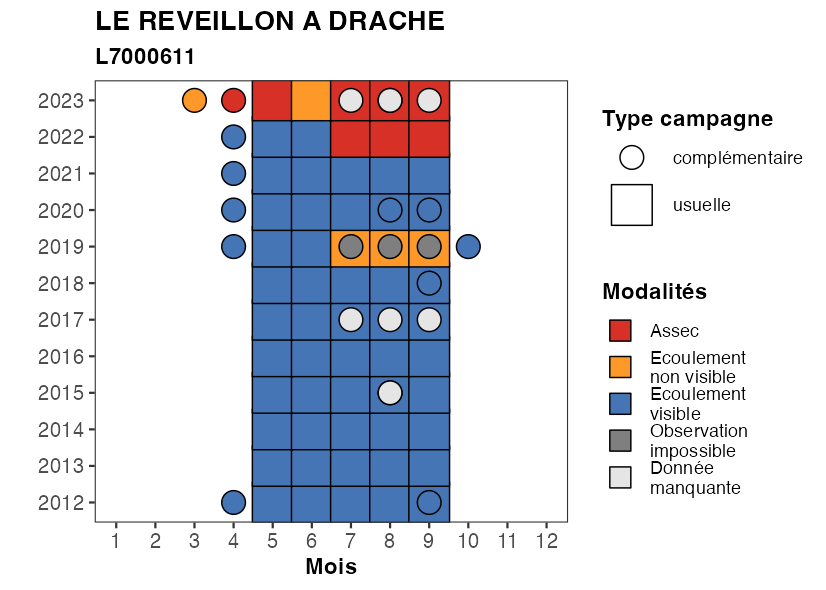 LE REVEILLON A DRACHE
L7000611
2023
2022
2021
2020
2019
2018
2017
2016
2015
2014
2013
2012
1 2 3 4 5 6 7 8 9 10 11 12
Mois
Type campagne
complémentaire
usuelle
Modalités
Assec
Ecoulement
non visible
Ecoulement
visible
Observation
impossible
Donnée
manquante